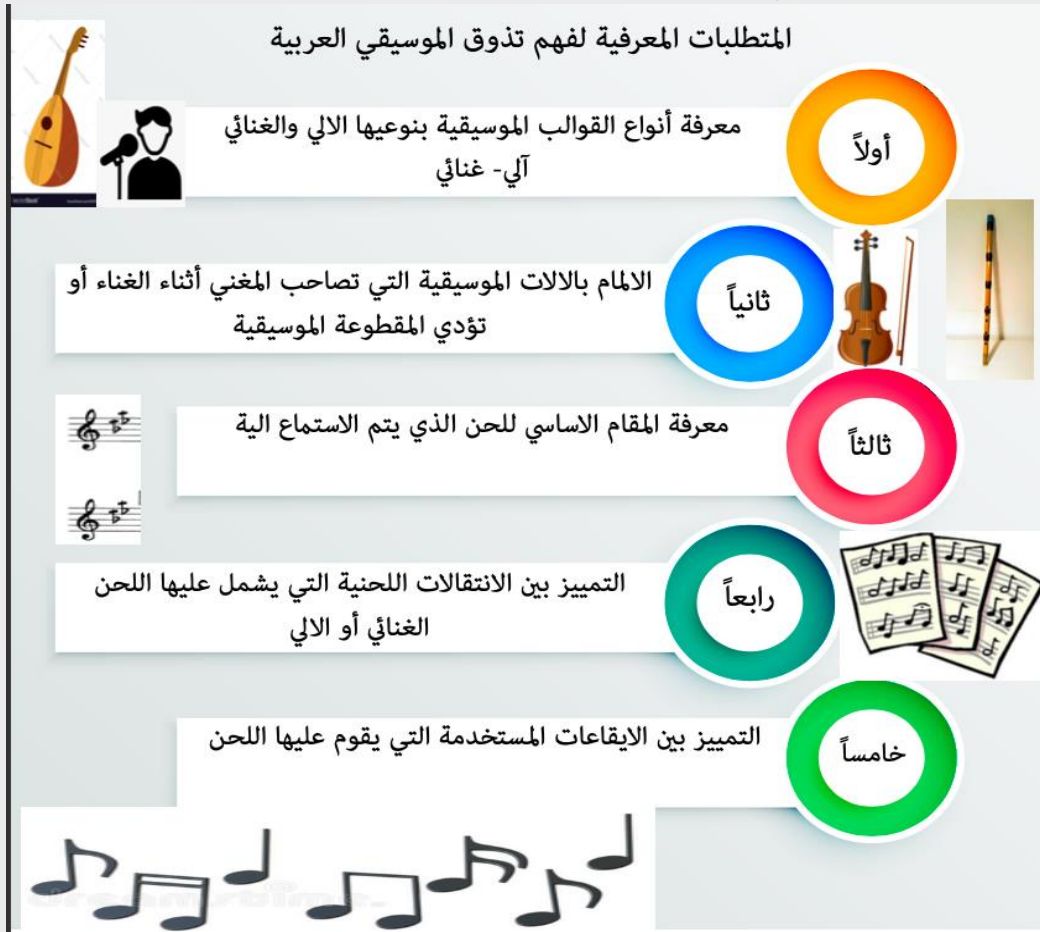 المتطلبات المعرفية لفهم تذوق الموسيقي العربية
أولاً
معرفة أنواع القوالب الموسيقية بنوعيها الالي والغنائي
آلي- غنائي
ثانياً
الالمام بالالات الموسيقية التي تصاحب المغني أثناء الغناء أو
تؤدي المقطوعة الموسيقية
ثالثاً
معرفة المقام الاساسي للحن الذي يتم الاستماع الية
رابعاً
التمييز بين الانتقالات اللحنية التي يشمل عليها اللحن
الغنائي أو الالي
خامساً
التمييز بين الايقاعات المستخدمة التي يقوم عليها اللحن